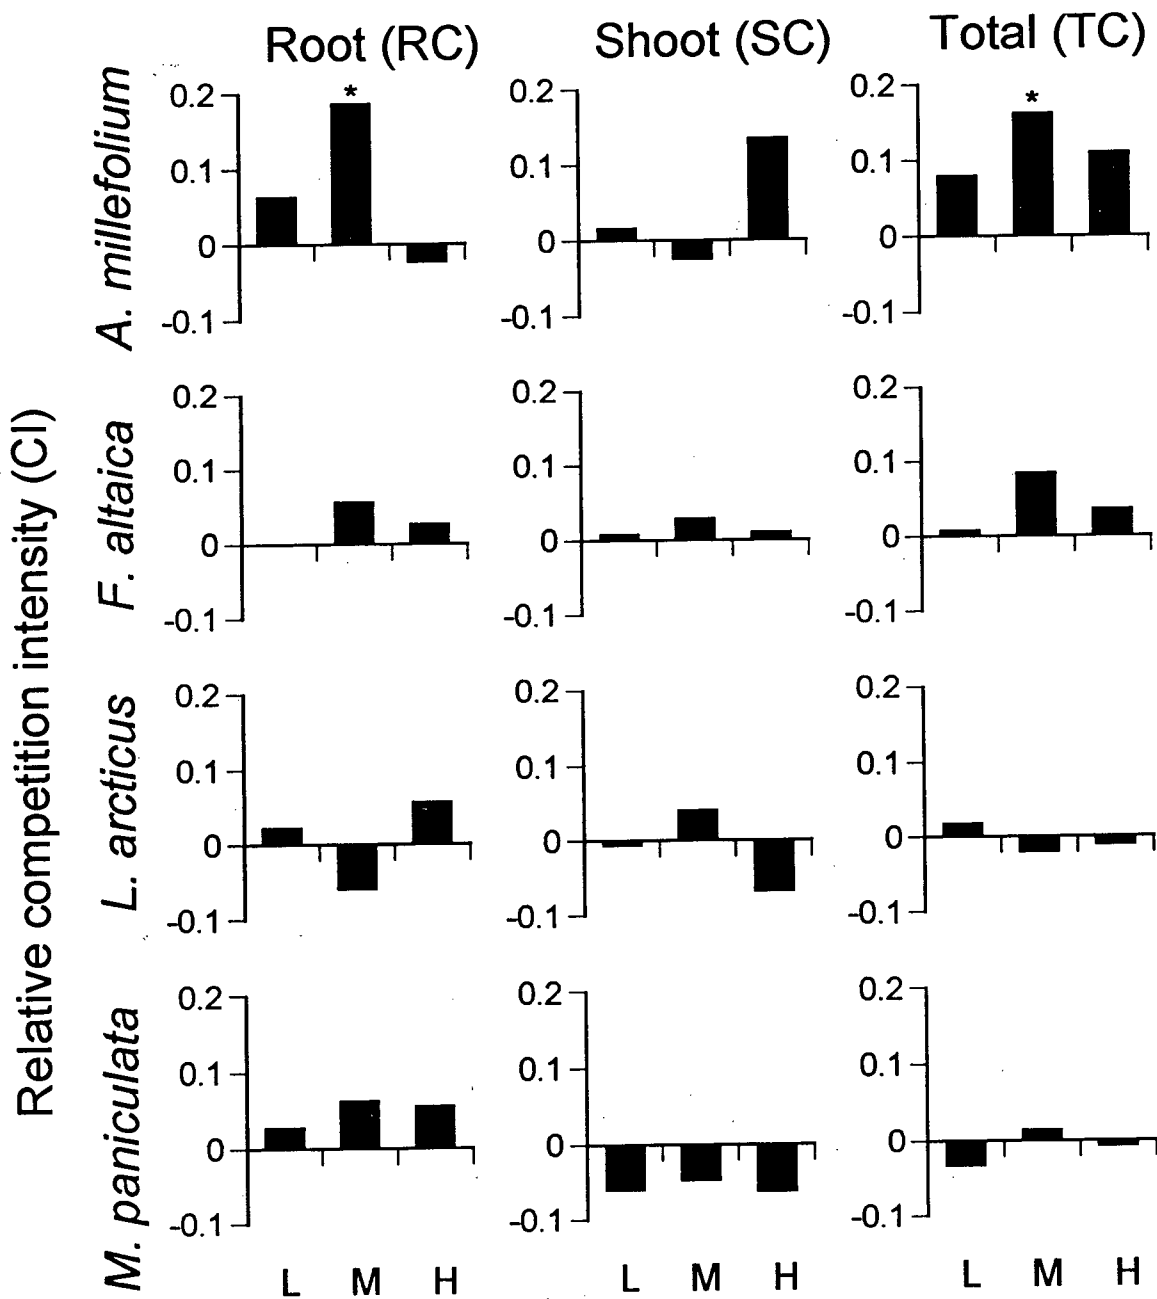 Root (RC) Shoot (SC) Total (TC)
Relative competition intensity (CI)
A. millefolium
0.2 * 0.2 0.2 *
0.1 0.1 0.1
0 0 0
-0.1 -0.1 -0.1
F. altaica
0.2 0.2 0.2
0.1 0.1 0.1
0 0 0
-0.1 -0.1 -0.1
L. arcticus
0.2 0.2 0.2
0.1 0.1 0.1
0 0 0
-0.1 -0.1 -0.1
M. paniculata
0.2 0.2 0.2
0.1 0.1 0.1
0 0 0
-0.1 -0.1 -0.1
L M H L M H L M H